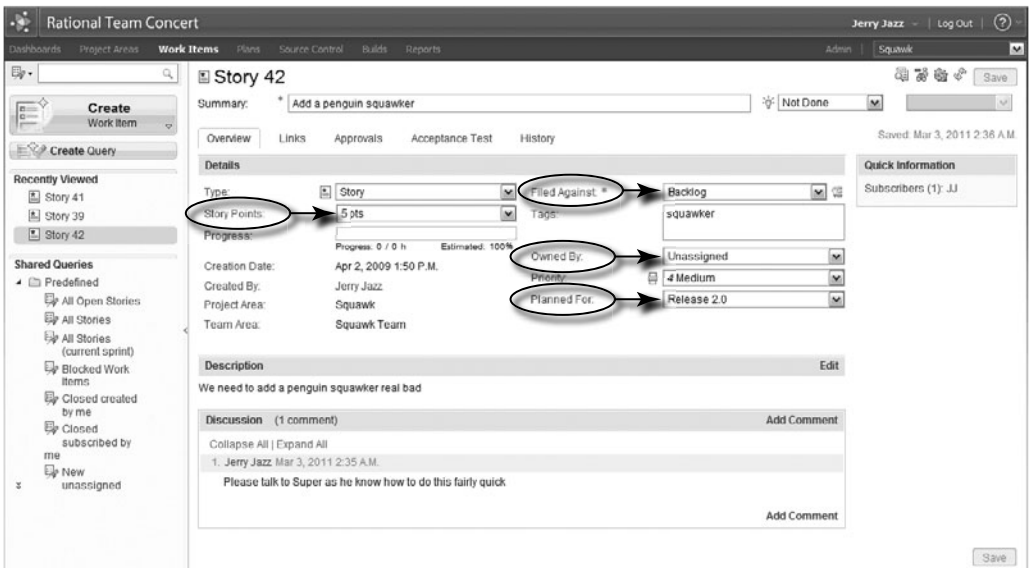 Rational Team Concert
Jerry Jazz
Log Out
Dashboards Project Areas Work Items Plans Source Control Builds Reports Admin Squawk
Story 42
Save
Create
Work Item
Summary: * Add a penguin squawker Not Done
Overview Links Approvals Acceptance Test History
Saved: Mar 3, 2011 2:36 A.M.
Create Query
Details
Quick Information
Recently Viewed
Story 41
Story 39
Story 42
Type: Story
Filed Against: * Backlog
Subscribers (1): JJ
Story Points: 5 pts
Tags: squawker
Progress:
Progress: 0 / 0 h Estimated: 100%
Owned By: Unassigned
Creation Date: Apr 2, 2009 1:50 P.M.
Priority: 4 Medium
Created By: Jerry Jazz
Planned For: Release 2.0
Project Area: Squawk
Team Area: Squawk Team
Shared Queries
Predefined
All Open Stories
All Stories
All Stories
(current sprint)
Blocked Work
Items
Closed created
by me
Closed
subscribed by
me
New
unassigned
Description Edit
We need to add a penguin squawker real bad
Discussion (1 comment) Add Comment
Collapse All | Expand All
1. Jerry Jazz Mar 3, 2011 2:35 A.M.
Please talk to Super as he know how to do this fairly quick
Add Comment
Save